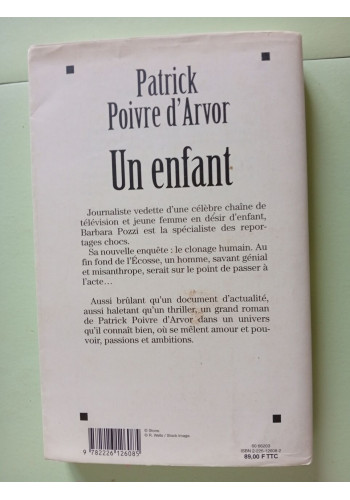 Patrick
Poivre d'Arvor
Un enfant
Journaliste vedette d'une célèbre chaîne de
télévision et jeune femme en désir d'enfant,
Barbara Pozzi est la spécialiste des repor-
tages chocs.
Sa nouvelle enquête : le clonage humain. Au
fin fond de l'Écosse, un homme, savant génial
et misanthrope, serait sur le point de passer à
l'acte...
Aussi brûlant qu'un document d'actualité,
aussi haletant qu'un thriller, un grand roman
de Patrick Poivre d'Arvor dans un univers
qu'il connaît bien, où se mêlent amour et pou-
voir, passions et ambitions.
9 782226 126085
89,00 F TTC